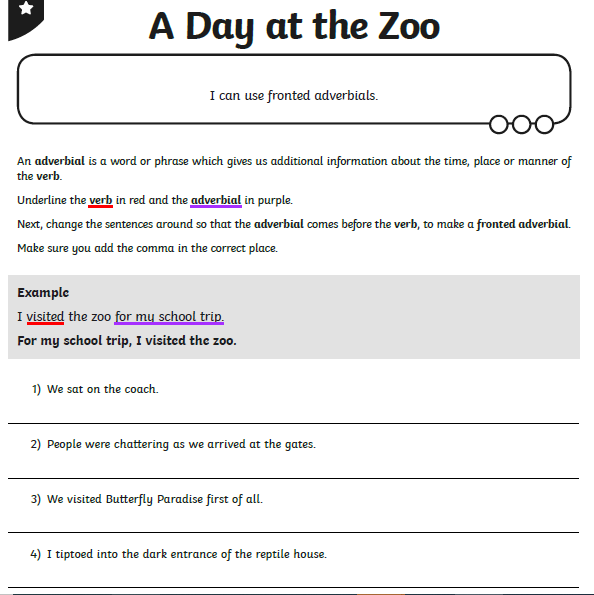 A Day at the Zoo
I can use fronted adverbials.
An adverbial is a word or phrase which gives us additional information about the time, place or manner of
the verb.
Underline the verb in red and the adverbial in purple.
Next, change the sentences around so that the adverbial comes before the verb, to make a fronted adverbial.
Make sure you add the comma in the correct place.
Example
I visited the zoo for my school trip.
For my school trip, I visited the zoo.
1) We sat on the coach.
2) People were chattering as we arrived at the gates.
3) We visited Butterfly Paradise first of all.
4) I tiptoed into the dark entrance of the reptile house.